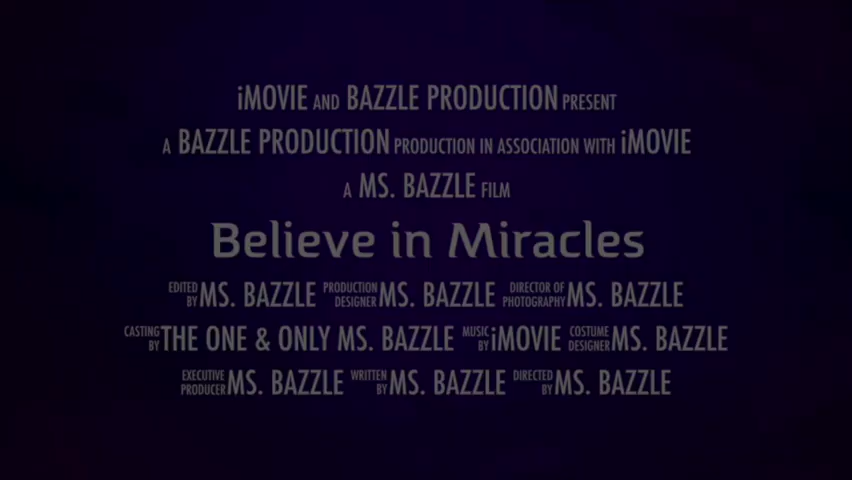 iMOVIE AND BAZZLE PRODUCTION PRESENT
A BAZZLE PRODUCTION PRODUCTION IN ASSOCIATION WITH iMOVIE
A MS. BAZZLE FILM
Believe in Miracles
EDITED BY MS. BAZZLE PRODUCTION DESIGNER MS. BAZZLE DIRECTOR OF PHOTOGRAPHY MS. BAZZLE
CASTING BY THE ONE & ONLY MS. BAZZLE MUSIC BY iMOVIE COSTUME DESIGNER MS. BAZZLE
EXECUTIVE PRODUCER MS. BAZZLE WRITTEN BY MS. BAZZLE DIRECTED BY MS. BAZZLE